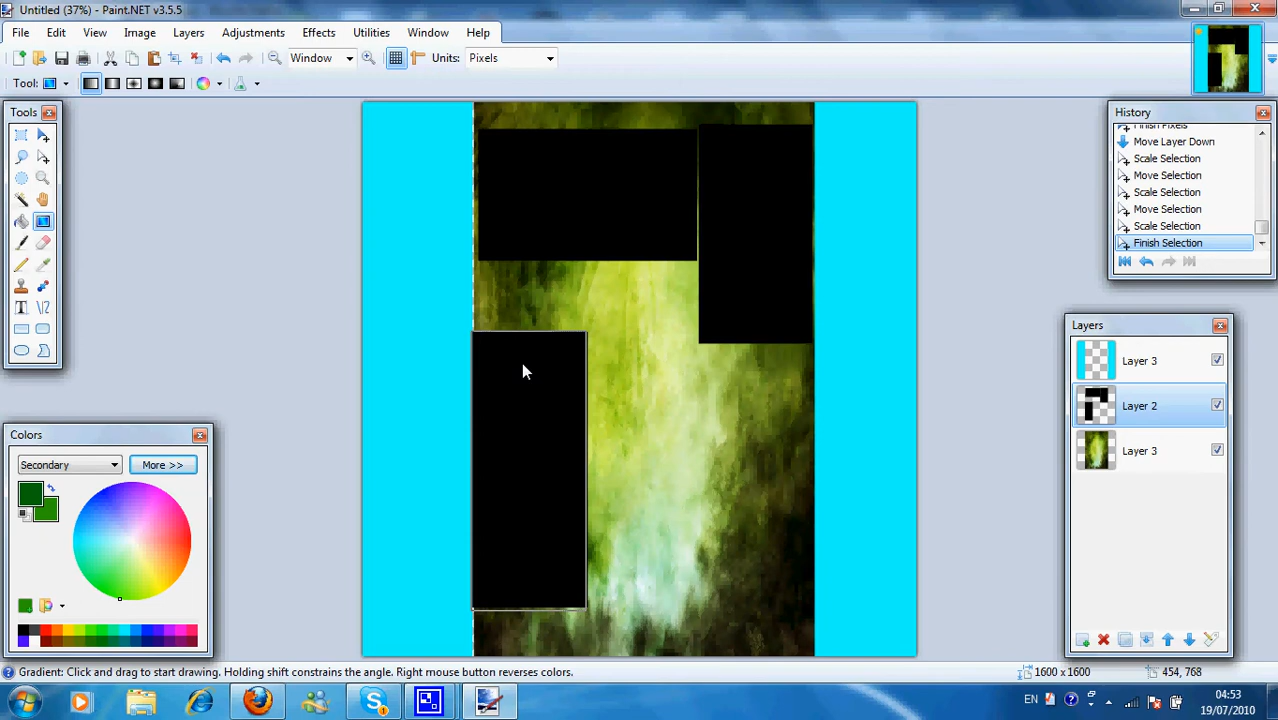 Untitled (37%) - Paint.NET v3.5.5
File Edit View Image Layers Adjustments Effects Utilities Window Help
Window Units: Pixels
Tool:
Tools
History
Finish Pixels
Move Layer Down
Scale Selection
Move Selection
Scale Selection
Move Selection
Scale Selection
Finish Selection
Layers
Layer 3
Layer 2
Layer 3
Colors
Secondary More >>
Gradient: Click and drag to start drawing. Holding shift constrains the angle. Right mouse button reverses colors. 1600 x 1600 454, 768
EN 04:53
19/07/2010